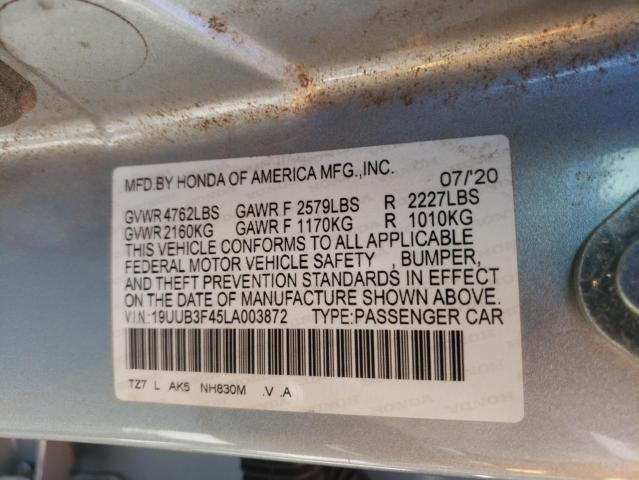 MFD.BY HONDA OF AMERICA MFG.,INC. 07/'20
GVWR 4762LBS GAWR F 2579LBS R 2227LBS
GVWR 2160KG GAWR F 1170KG R 1010KG
THIS VEHICLE CONFORMS TO ALL APPLICABLE
FEDERAL MOTOR VEHICLE SAFETY , BUMPER,
AND THEFT PREVENTION STANDARDS IN EFFECT
ON THE DATE OF MANUFACTURE SHOWN ABOVE.
V.I.N.:19UUB3F45LA003872 TYPE:PASSENGER CAR
TZ7 L AK5 NH830M .V .A